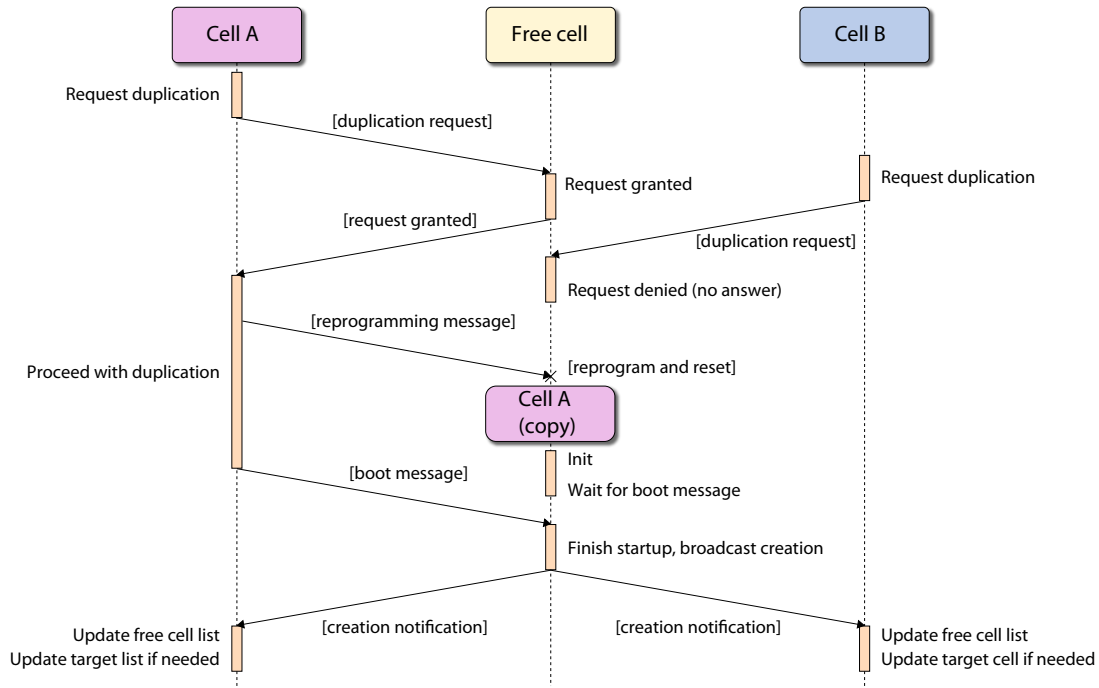 Cell A
Free cell
Cell B
Request duplication
[duplication request]
Request duplication
Request granted
[request granted]
[duplication request]
Request denied (no answer)
[reprogramming message]
[reprogram and reset]
Proceed with duplication
Cell A
(copy)
Init
[boot message]
Wait for boot message
Finish startup, broadcast creation
[creation notification]
[creation notification]
Update free cell list
Update target list if needed
Update free cell list
Update target cell if needed